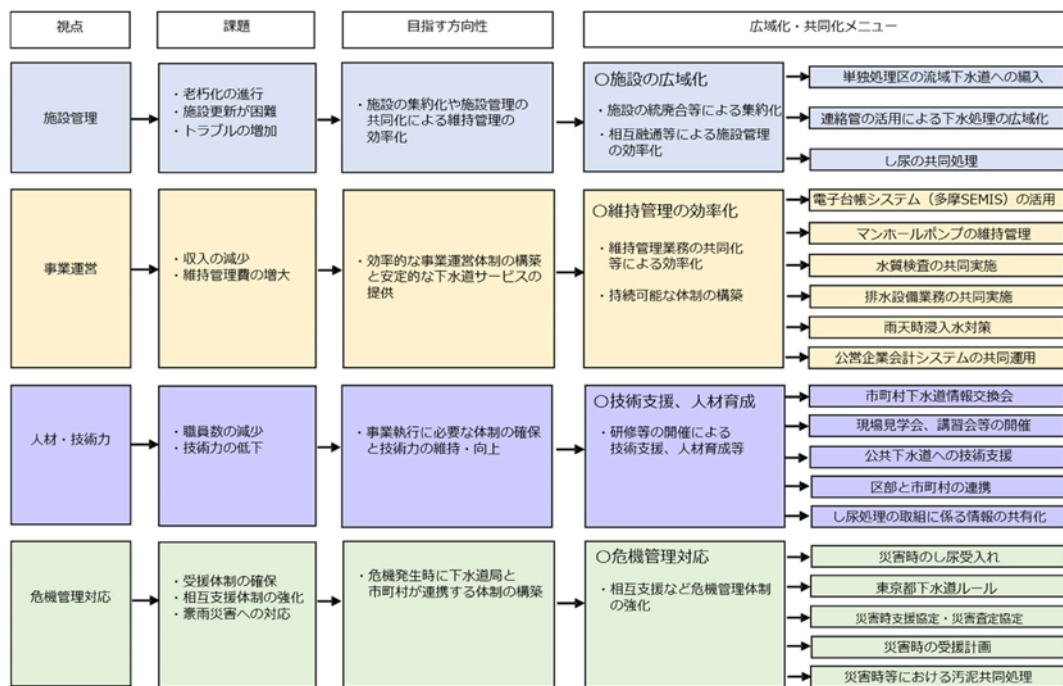 視点
課題
目指す方向性
広域化・共同化メニュー
施設管理
・老朽化の進行
・施設更新が困難
・トラブルの増加
・施設の集約化や施設管理の
共同化による維持管理の
効率化
〇施設の広域化
・施設の統廃合等による集約化
・相互融通等による施設管理
の効率化
単独処理区の流域下水道への編入
連絡管の活用による下水処理の広域化
し尿の共同処理
事業運営
・収入の減少
・維持管理費の増大
・効率的な事業運営体制の構築
と安定的な下水道サービスの
提供
〇維持管理の効率化
・維持管理業務の共同化
等による効率化
・持続可能な体制の構築
電子台帳システム（多摩SEMIS）の活用
マンホールポンプの維持管理
水質検査の共同実施
排水設備業務の共同実施
雨天時浸入水対策
公営企業会計システムの共同運用
人材・技術力
・職員数の減少
・技術力の低下
・事業執行に必要な体制の確保
と技術力の維持・向上
〇技術支援、人材育成
・研修等の開催による
技術支援、人材育成等
市町村下水道情報交換会
現場見学会、講習会等の開催
公共下水道への技術支援
区部と市町村の連携
し尿処理の取組に係る情報の共有化
危機管理対応
・受援体制の確保
・相互支援体制の強化
・豪雨災害への対応
・危機発生時に下水道局と
市町村が連携する体制の構築
〇危機管理対応
・相互支援など危機管理体制
の強化
災害時のし尿受入れ
東京都下水道ルール
災害時支援協定・災害査定協定
災害時の受援計画
災害時等における汚泥共同処理